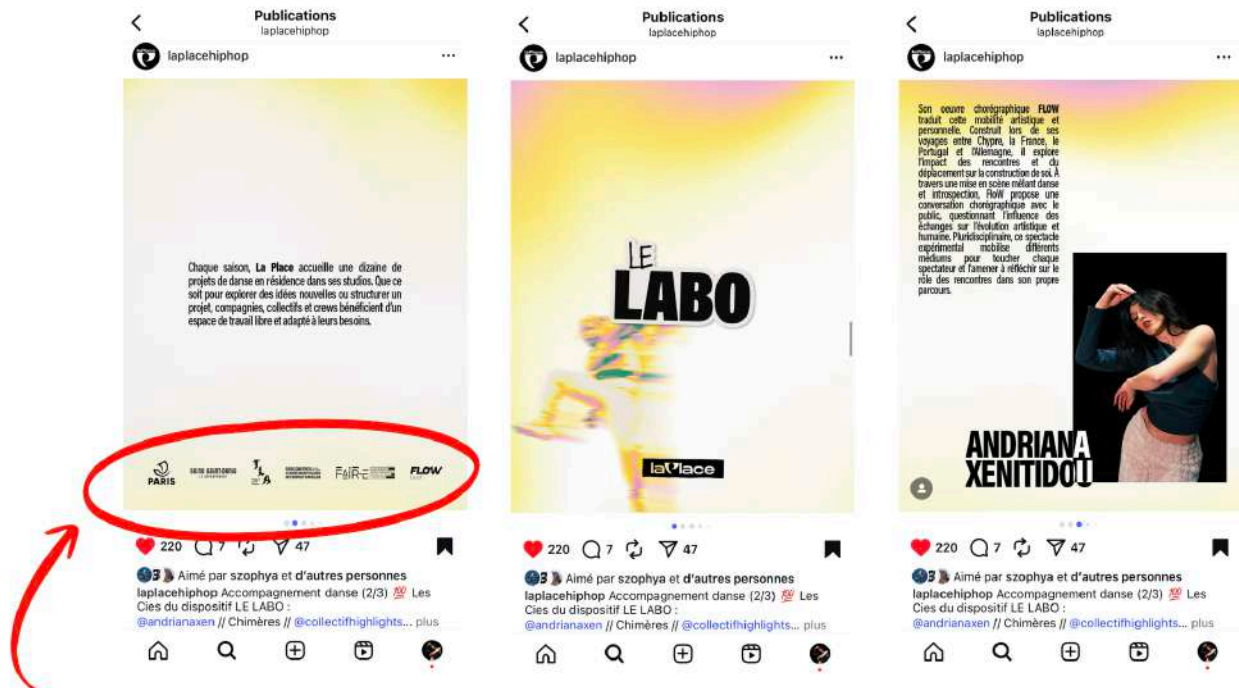 Publications
laplacehiphop
laplacehiphop
Chaque saison, La Place accueille une dizaine de
projets de danse en résidence dans ses studios. Que ce
soit pour explorer des idées nouvelles ou structurer un
projet, compagnies, collectifs et crews bénéficient d'un
espace de travail libre et adapté à leurs besoins.
PARIS
SEINE-SAINT-DENIS
LE DÉPARTEMENT
FLOW
220 7 47
Aimé par szophya et d'autres personnes
laplacehiphop Accompagnement danse (2/3) 💯 Les
Cies du dispositif LE LABO :
@andrianaxen // Chimères // @collectifhighlights... plus
Publications
laplacehiphop
laplacehiphop
LE
LABO
laPlace
220 7 47
Aimé par szophya et d'autres personnes
laplacehiphop Accompagnement danse (2/3) 💯 Les
Cies du dispositif LE LABO :
@andrianaxen // Chimères // @collectifhighlights... plus
Publications
laplacehiphop
laplacehiphop
Son oeuvre chorégraphique FLOW
traduit cette mobilité artistique et
personnelle. Construit lors de ses
voyages entre Chypre, la France, le
Portugal et l'Allemagne, il explore
l'impact des rencontres et du
déplacement sur la construction de soi. À
travers une mise en scène mêlant danse
et introspection, FloW propose une
conversation chorégraphique avec le
public, questionnant l'influence des
échanges sur l'évolution artistique et
humaine. Pluridisciplinaire, ce spectacle
expérimental mobilise différents
médiums pour toucher chaque
spectateur et l'amener à réfléchir sur le
rôle des rencontres dans son propre
parcours.
ANDRIANA
XENITIDOU
220 7 47
Aimé par szophya et d'autres personnes
laplacehiphop Accompagnement danse (2/3) 💯 Les
Cies du dispositif LE LABO :
@andrianaxen // Chimères // @collectifhighlights... plus